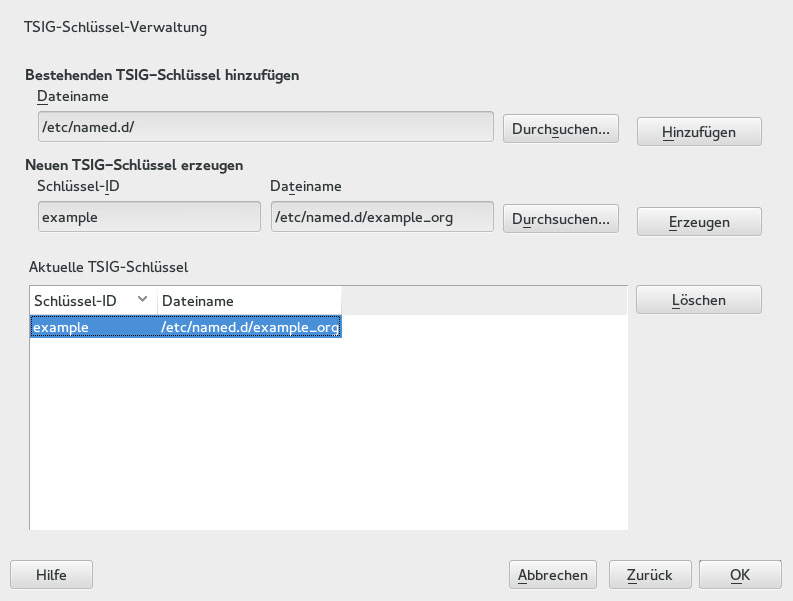 TSIG-Schlüssel-Verwaltung
Bestehenden TSIG-Schlüssel hinzufügen
Dateiname
/etc/named.d/ Durchsuchen... Hinzufügen
Neuen TSIG-Schlüssel erzeugen
Schlüssel-ID Dateiname
example /etc/named.d/example_org Durchsuchen... Erzeugen
Aktuelle TSIG-Schlüssel
Schlüssel-ID Dateiname Löschen
example /etc/named.d/example_org
Hilfe Abbrechen Zurück OK